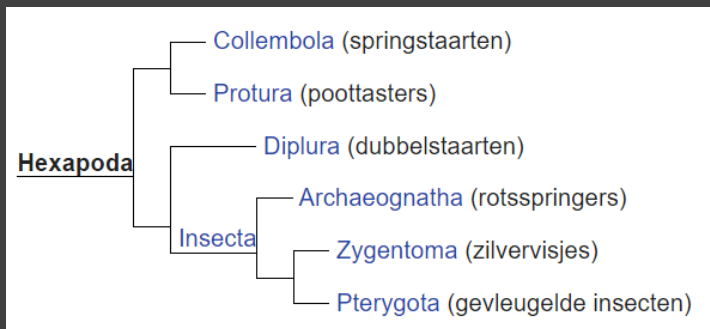 Collembola (springstaarten)
Protura (poottasters)
Diplura (dubbelstaarten)
Hexapoda
Archaeognatha (rotsspringers)
Insecta
Zygentoma (zilvervisjes)
Pterygota (gevleugelde insecten)